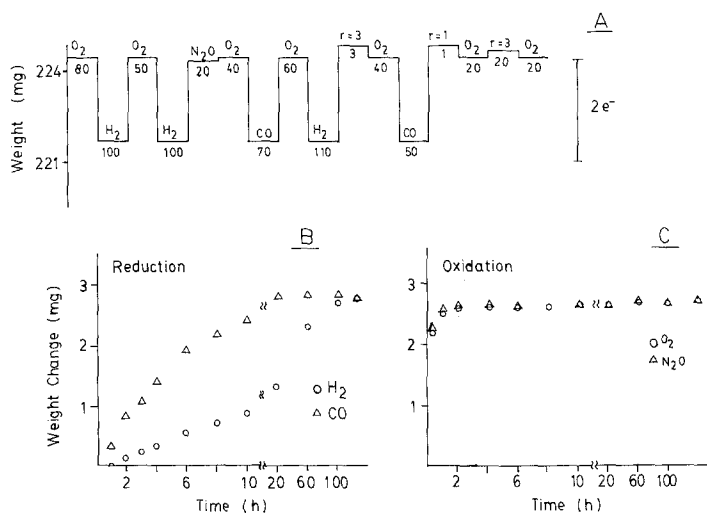 A
Weight (mg)
224
221
O₂ H₂ O₂ H₂ N₂O O₂ CO O₂ H₂ r=3 O₂ CO r=1 O₂ r=3 O₂
80 100 50 100 20 40 70 60 110 3 40 50 1 20 20 20
2e⁻
B
Reduction
Weight Change (mg)
3
2
1
○ H₂
△ CO
2 6 10 20 60 100
Time (h)
C
Oxidation
3
2
1
○ O₂
△ N₂O
2 6 10 20 60 100
Time (h)